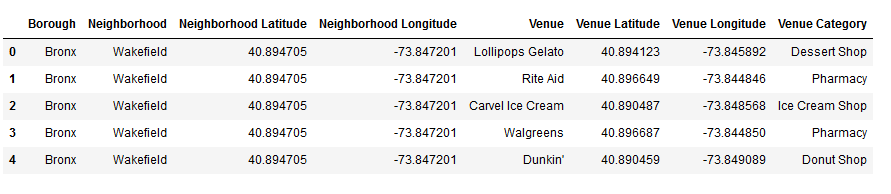 Borough Neighborhood Neighborhood Latitude Neighborhood Longitude Venue Venue Latitude Venue Longitude Venue Category
0 Bronx Wakefield 40.894705 -73.847201 Lollipops Gelato 40.894123 -73.845892 Dessert Shop
1 Bronx Wakefield 40.894705 -73.847201 Rite Aid 40.896649 -73.844846 Pharmacy
2 Bronx Wakefield 40.894705 -73.847201 Carvel Ice Cream 40.890487 -73.848568 Ice Cream Shop
3 Bronx Wakefield 40.894705 -73.847201 Walgreens 40.896687 -73.844850 Pharmacy
4 Bronx Wakefield 40.894705 -73.847201 Dunkin' 40.890459 -73.849089 Donut Shop